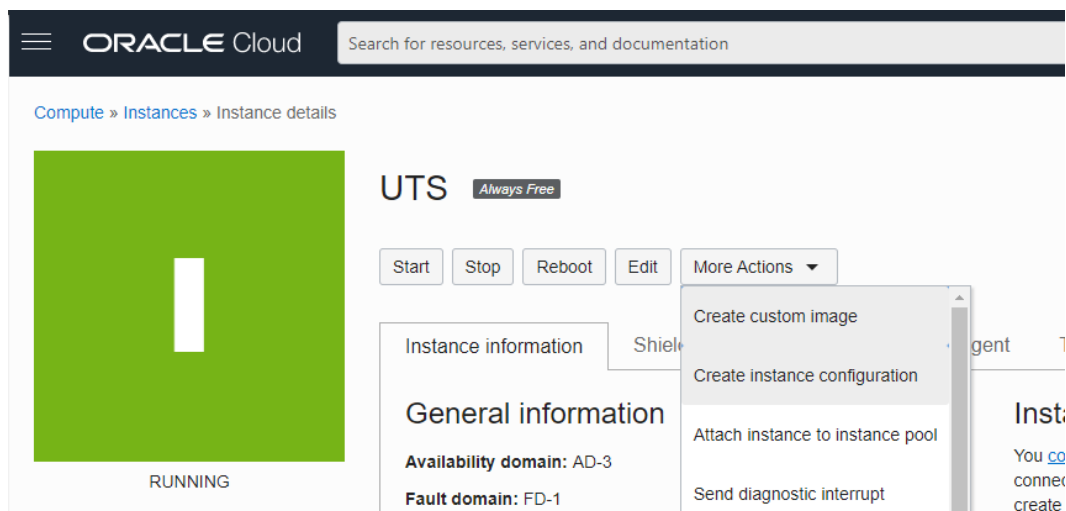 ORACLE Cloud
Search for resources, services, and documentation
Compute » Instances » Instance details
I
RUNNING
UTS Always Free
Start Stop Reboot Edit More Actions
Create custom image
Create instance configuration
Attach instance to instance pool
Send diagnostic interrupt
Instance information
General information
Availability domain: AD-3
Fault domain: FD-1
You